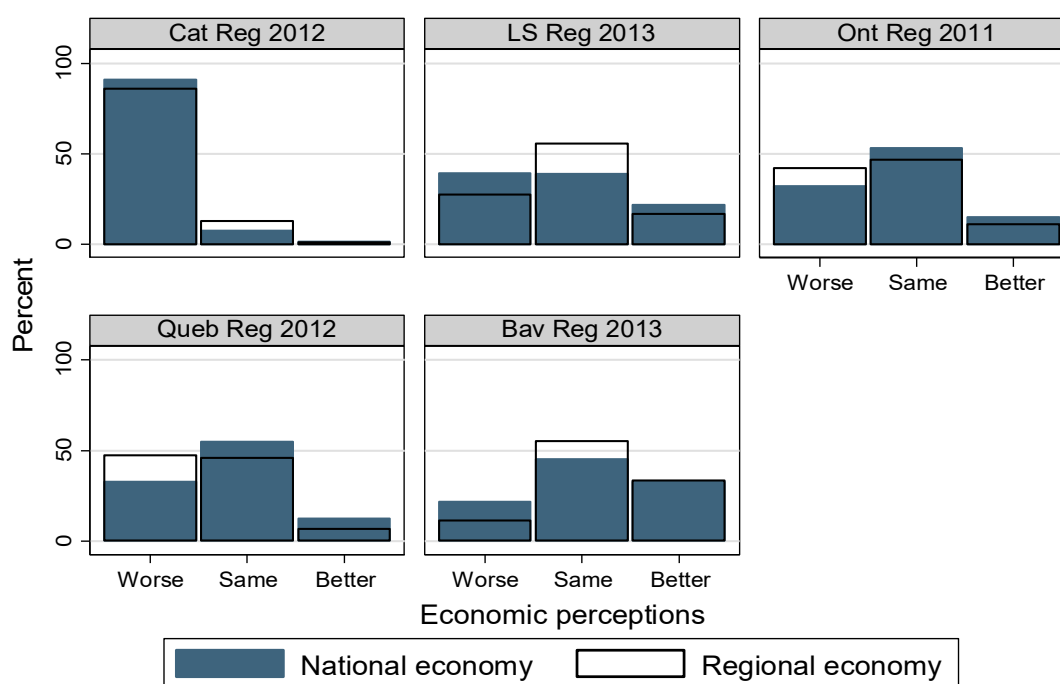 Cat Reg 2012
LS Reg 2013
Ont Reg 2011
100
50
0
Worse Same Better
Queb Reg 2012
Bav Reg 2013
100
50
0
Worse Same Better
Worse Same Better
Percent
Economic perceptions
National economy
Regional economy